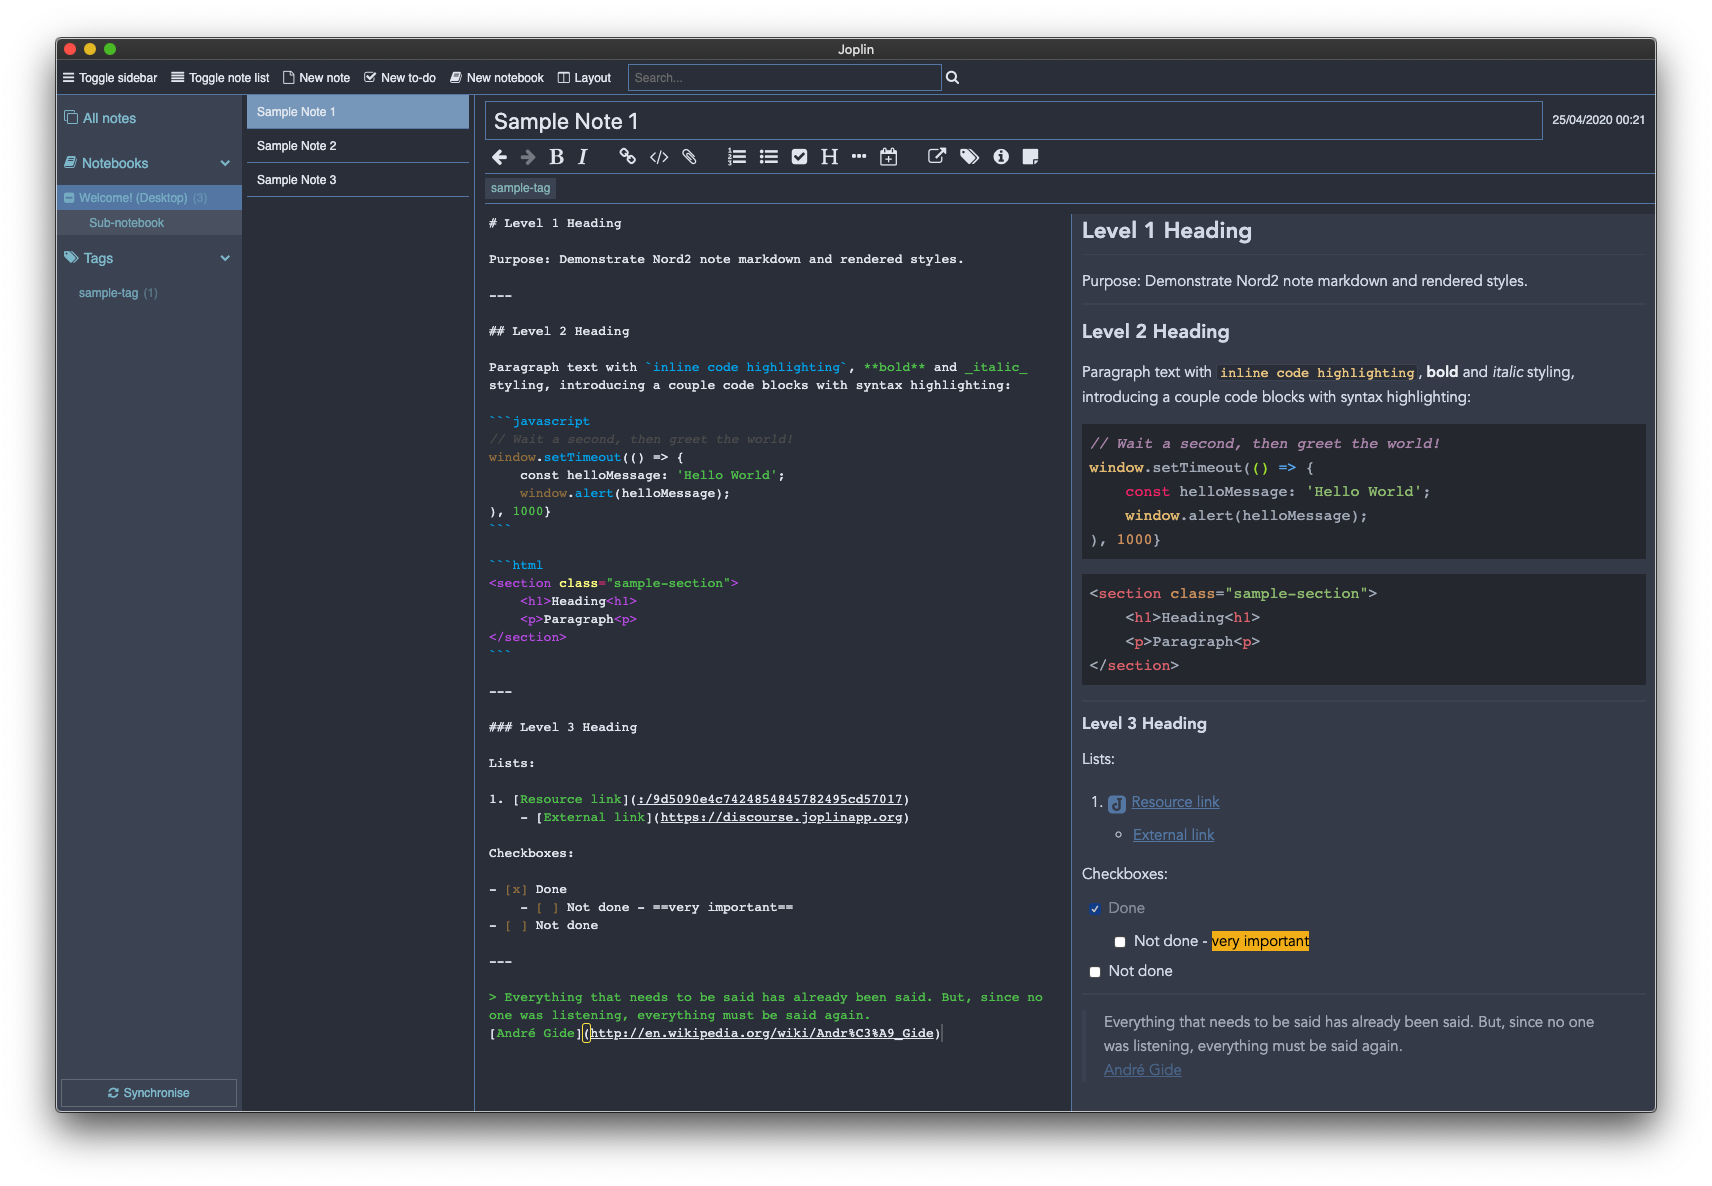 Joplin
Toggle sidebar Toggle note list New note New to-do New notebook Layout Search...
All notes
Notebooks
Welcome! (Desktop) (3)
Sub-notebook
Tags
sample-tag (1)
Synchronise
Sample Note 1
Sample Note 2
Sample Note 3
Sample Note 1 25/04/2020 00:21
B I H
sample-tag
# Level 1 Heading
Purpose: Demonstrate Nord2 note markdown and rendered styles.
---
## Level 2 Heading
Paragraph text with `inline code highlighting`, **bold** and _italic_
styling, introducing a couple code blocks with syntax highlighting:
```javascript
// Wait a second, then greet the world!
window.setTimeout(() => {
    const helloMessage: 'Hello World';
    window.alert(helloMessage);
), 1000}
```
```html
<section class="sample-section">
    <h1>Heading<h1>
    <p>Paragraph<p>
</section>
```
---
### Level 3 Heading
Lists:
1. [Resource link](:/9d5090e4c7424854845782495cd57017)
    - [External link](https://discourse.joplinapp.org)
Checkboxes:
- [x] Done
    - [ ] Not done - ==very important==
- [ ] Not done
---
> Everything that needs to be said has already been said. But, since no
one was listening, everything must be said again.
[André Gide](http://en.wikipedia.org/wiki/Andr%C3%A9_Gide)
Level 1 Heading
Purpose: Demonstrate Nord2 note markdown and rendered styles.
Level 2 Heading
Paragraph text with inline code highlighting, bold and italic styling,
introducing a couple code blocks with syntax highlighting:
// Wait a second, then greet the world!
window.setTimeout(() => {
    const helloMessage: 'Hello World';
    window.alert(helloMessage);
), 1000}
<section class="sample-section">
    <h1>Heading<h1>
    <p>Paragraph<p>
</section>
Level 3 Heading
Lists:
1. Resource link
External link
Checkboxes:
Done
Not done - very important
Not done
Everything that needs to be said has already been said. But, since no one
was listening, everything must be said again.
André Gide